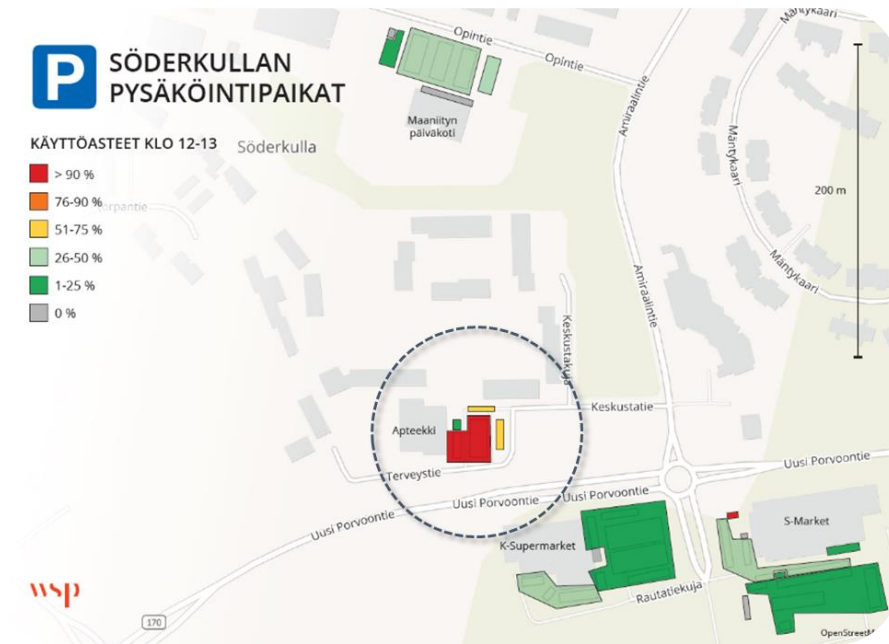 P
SÖDERKULLAN
PYSÄKÖINTIPAIKAT
KÄYTTÖASTEET KLO 12-13
> 90 %
76-90 %
51-75 %
26-50 %
1-25 %
0 %
Söderkulla
Opintie
Opintie
Maaniityn
päiväkoti
Amiraalintie
Mäntykaari
Mäntykaari
Mäntykaari
200 m
Amiraalintie
Keskustakuja
Keskustatie
Apteekki
Terveystie
Uusi Porvoontie
Uusi Porvoontie
Uusi Porvoontie
Uusi Porvoontie
K-Supermarket
S-Market
Rautatiekuja
170
wsp